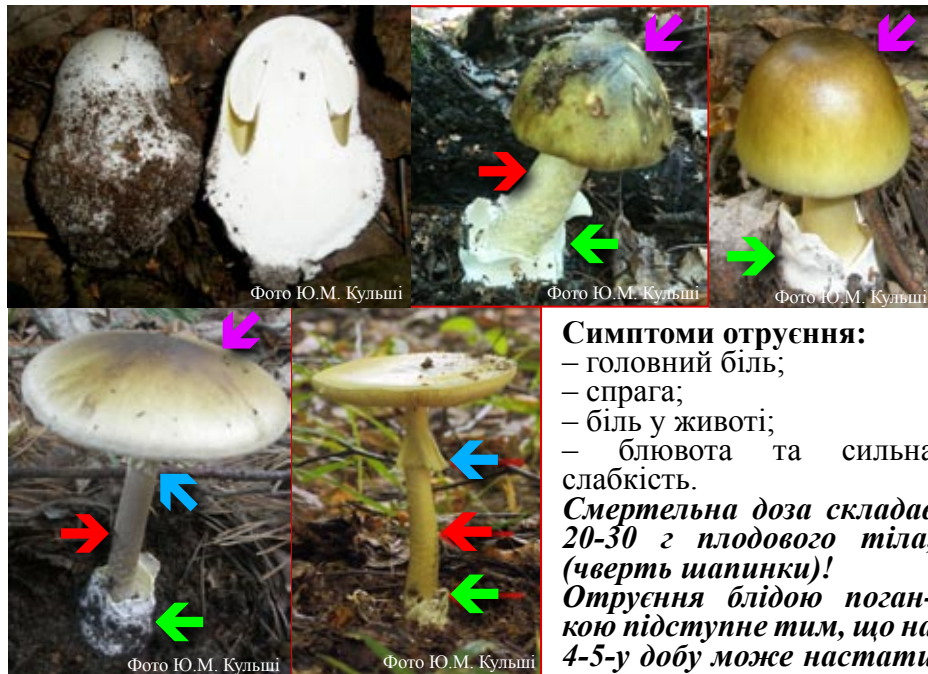 Фото Ю.М. Кульші
Фото Ю.М. Кульші
Фото Ю.М. Кульші
Фото Ю.М. Кульші
Фото Ю.М. Кульші
Симптоми отруєння:
– головний біль;
– спрага;
– біль у животі;
– блювота та сильна
слабкість.
Смертельна доза складає
20-30 г плодового тіла,
(чверть шапинки)!
Отруєння блідою поган-
кою підступне тим, що на
4-5-у добу може настати